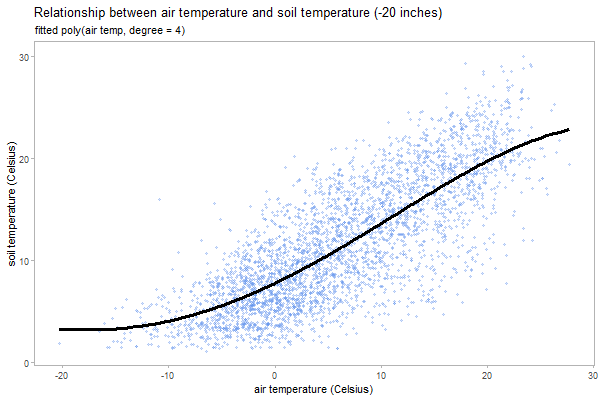 Relationship between air temperature and soil temperature (-20 inches)
fitted poly(air temp, degree = 4)
30
20
10
0
soil temperature (Celsius)
-20
-10
0
10
20
30
air temperature (Celsius)